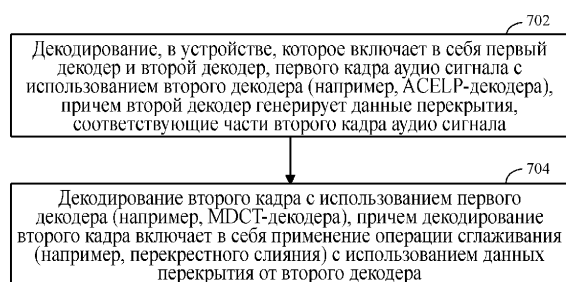 702
Декодирование, в устройстве, которое включает в себя первый
декодер и второй декодер, первого кадра аудио сигнала с
использованием второго декодера (например, ACELP-декодера),
причем второй декодер генерирует данные перекрытия,
соответствующие части второго кадра аудио сигнала
704
Декодирование второго кадра с использованием первого
декодера (например, MDCT-декодера), причем декодирование
второго кадра включает в себя применение операции сглаживания
(например, перекрестного слияния) с использованием данных
перекрытия от второго декодера